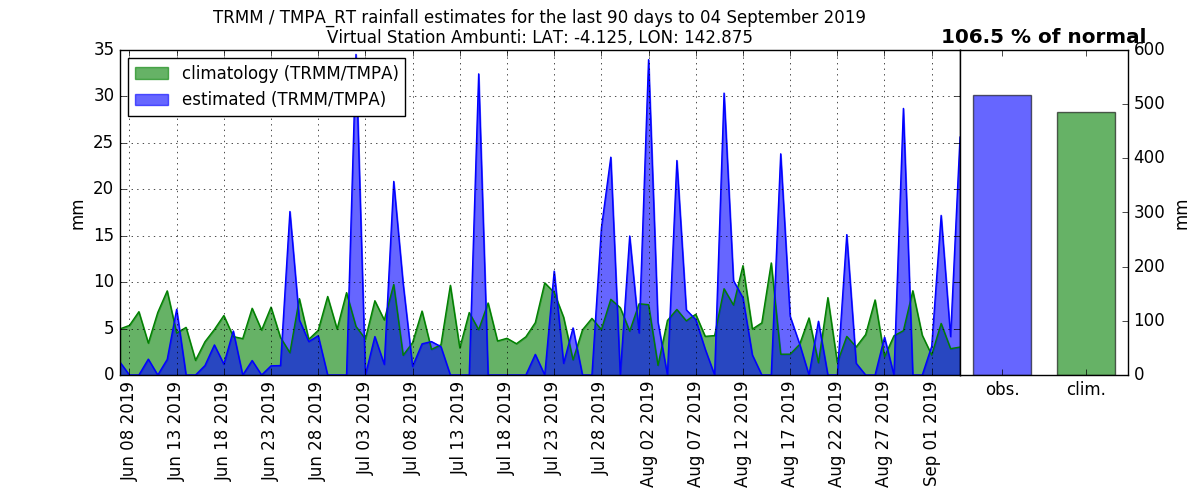 TRMM / TMPA_RT rainfall estimates for the last 90 days to 04 September 2019
Virtual Station Ambunti: LAT: -4.125, LON: 142.875
106.5 % of normal
climatology (TRMM/TMPA)
estimated (TRMM/TMPA)
mm
35
30
25
20
15
10
5
0
Jun 08 2019
Jun 13 2019
Jun 18 2019
Jun 23 2019
Jun 28 2019
Jul 03 2019
Jul 08 2019
Jul 13 2019
Jul 18 2019
Jul 23 2019
Jul 28 2019
Aug 02 2019
Aug 07 2019
Aug 12 2019
Aug 17 2019
Aug 22 2019
Aug 27 2019
Sep 01 2019
600
500
400
300
200
100
0
mm
obs.
clim.